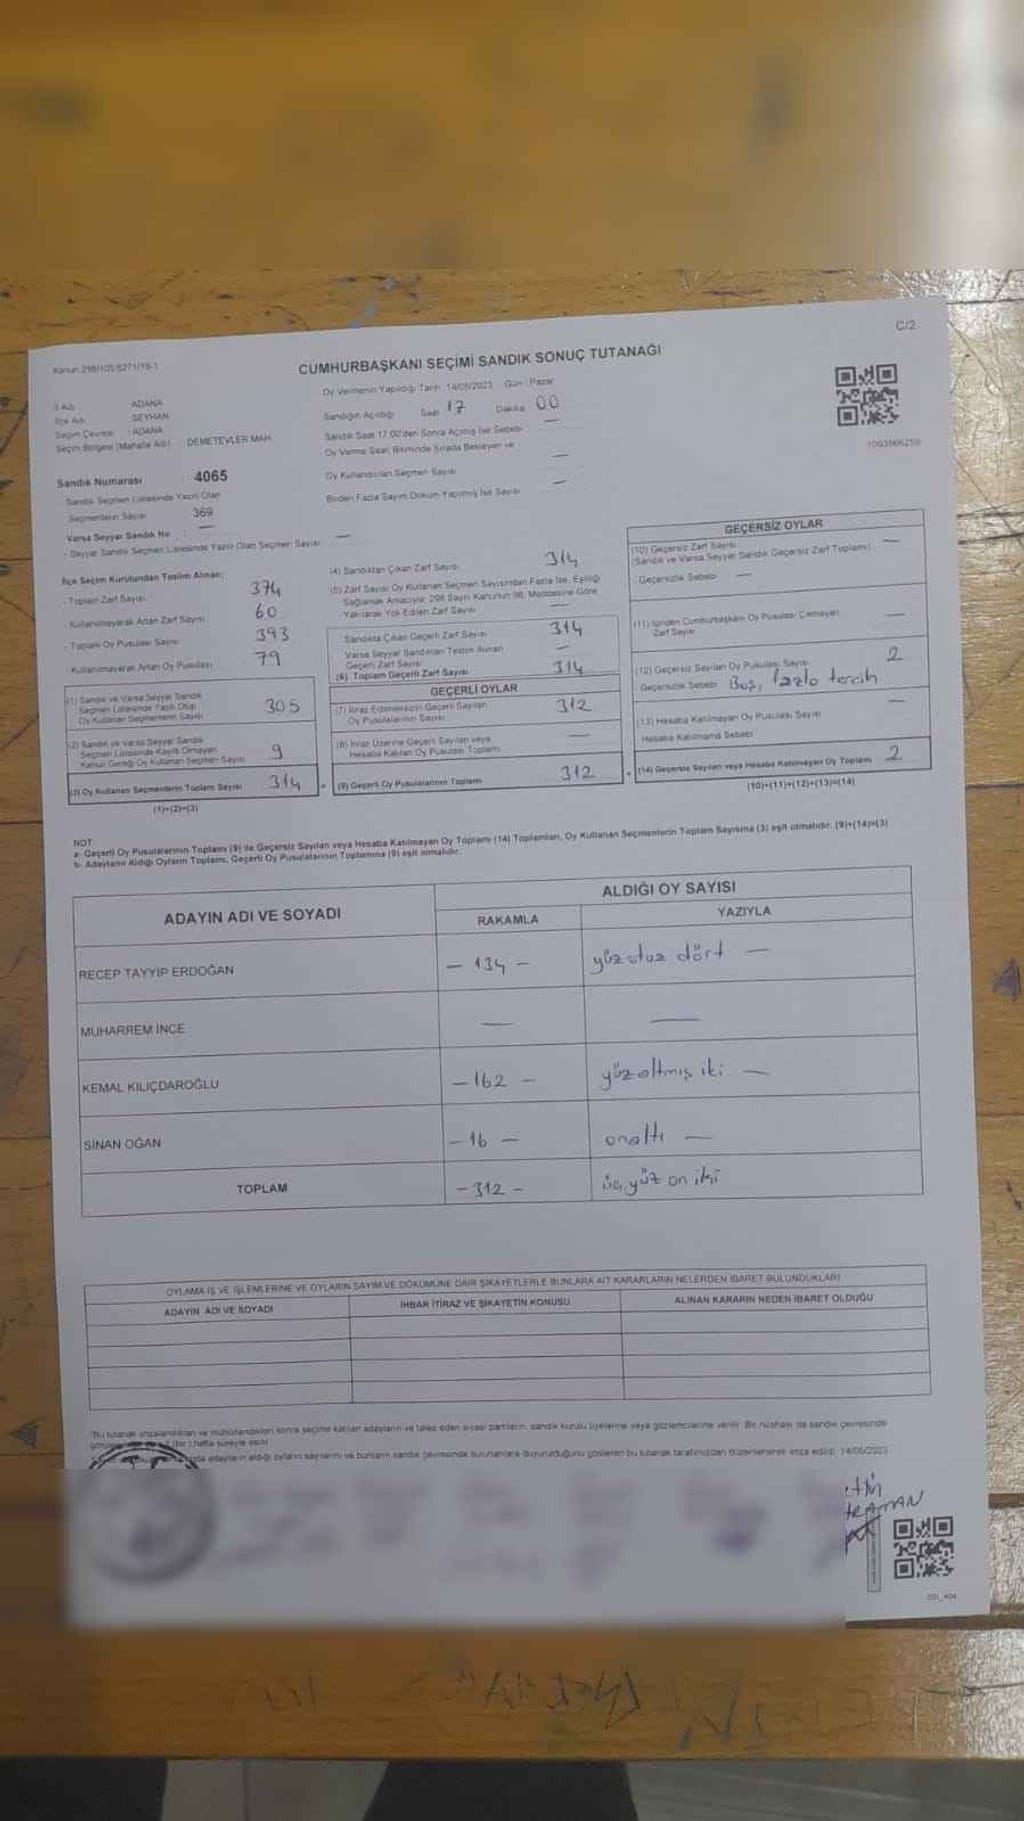 C/2
Kanun:298/105 6271/16-1
CUMHURBAŞKANI SEÇİMİ SANDIK SONUÇ TUTANAĞI
İl Adı : ADANA
İlçe Adı : SEYHAN
Seçim Çevresi : ADANA
Seçim Bölgesi (Mahalle Adı) : DEMETEVLER MAH.
Oy Vermenin Yapıldığı Tarih: 14/05/2023 Gün: Pazar
Sandığın Açıldığı Saat 17 Dakika 00
Sandık Saat 17.00'den Sonra Açılmış İse Sebebi —
Oy Verme Saati Bitiminde Sırada Bekleyen ve
Oy Kullandırılan Seçmen Sayısı —
Birden Fazla Sayım Döküm Yapılmış İse Sayısı —
Sandık Numarası : 4065
Sandık Seçmen Listesinde Yazılı Olan
Seçmenlerin Sayısı 369
Varsa Seyyar Sandık No : —
- Seyyar Sandık Seçmen Listesinde Yazılı Olan Seçmen Sayısı —
İlçe Seçim Kurulundan Teslim Alınan:
- Toplam Zarf Sayısı 374
- Kullanılmayarak Artan Zarf Sayısı 60
- Toplam Oy Pusulası Sayısı 393
- Kullanılmayarak Artan Oy Pusulası 79
(1) Sandık ve Varsa Seyyar Sandık
Seçmen Listesinde Yazılı Olup
Oy Kullanan Seçmenlerin Sayısı 305
(2) Sandık ve Varsa Seyyar Sandık
Seçmen Listesinde Kayıtlı Olmayan
Kanun Gereği Oy Kullanan Seçmen Sayısı 9
(3) Oy Kullanan Seçmenlerin Toplam Sayısı 314
(1)+(2)=(3)
(4) Sandıktan Çıkan Zarf Sayısı 314
(5) Zarf Sayısı Oy Kullanan Seçmen Sayısından Fazla İse, Eşitliği
Sağlamak Amacıyla; 298 Sayılı Kanunun 98. Maddesine Göre
Yakılarak Yok Edilen Zarf Sayısı —
Sandıkta Çıkan Geçerli Zarf Sayısı 314
Varsa Seyyar Sandıktan Teslim Alınan
Geçerli Zarf Sayısı —
(6) Toplam Geçerli Zarf Sayısı 314
GEÇERLİ OYLAR
(7) İtiraz Edilmeksizin Geçerli Sayılan
Oy Pusulalarının Sayısı 312
(8) İtiraz Üzerine Geçerli Sayılan veya
Hesaba Katılan Oy Pusulası Toplamı —
(9) Geçerli Oy Pusulalarının Toplamı 312
GEÇERSİZ OYLAR
(10) Geçersiz Zarf Sayısı —
(Sandık ve Varsa Seyyar Sandık Geçersiz Zarf Toplamı)
Geçersizlik Sebebi —
(11) İçinden Cumhurbaşkanı Oy Pusulası Çıkmayan
Zarf Sayısı —
(12) Geçersiz Sayılan Oy Pusulası Sayısı 2
Geçersizlik Sebebi Boş, fazla tercih
(13) Hesaba Katılmayan Oy Pusulası Sayısı —
Hesaba Katılmama Sebebi
(14) Geçersiz Sayılan veya Hesaba Katılmayan Oy Toplamı 2
(10)+(11)+(12)+(13)=(14)
NOT
a- Geçerli Oy Pusulalarının Toplamı (9) ile Geçersiz Sayılan veya Hesaba Katılmayan Oy Toplamı (14) Toplamları, Oy Kullanan Seçmenlerin Toplam Sayısına (3) eşit olmalıdır. (9)+(14)=(3)
b- Adayların Aldığı Oyların Toplamı, Geçerli Oy Pusulalarının Toplamına (9) eşit olmalıdır.
ADAYIN ADI VE SOYADI ALDIĞI OY SAYISI
RAKAMLA YAZIYLA
RECEP TAYYİP ERDOĞAN — 134 — yüzotuz dört —
MUHARREM İNCE — —
KEMAL KILIÇDAROĞLU — 162 — yüzaltmış iki —
SİNAN OĞAN — 16 — onaltı —
TOPLAM — 312 — üçyüz on iki
OYLAMA İŞ VE İŞLEMLERİNE VE OYLARIN SAYIM VE DÖKÜMÜNE DAİR ŞİKAYETLERLE BUNLARA AİT KARARLARIN NELERDEN İBARET BULUNDUKLARI
ADAYIN ADI VE SOYADI İHBAR İTİRAZ VE ŞİKAYETİN KONUSU ALINAN KARARIN NEDEN İBARET OLDUĞU
Bu tutanak imzalandıktan ve mühürlendikten sonra seçime katılan adayların ve talep eden siyasi partilerin, sandık kurulu üyelerine veya gözlemcilerine verilir. Bir nüshası da sandık çevresinde
(bir) hafta süreyle asılır.
adayların aldığı oyların sayılarını ve bunların sandık çevresinde bulunanlara duyurulduğunu gösteren bu tutanak tarafımızdan düzenlenerek imza edildi. 14/05/2023